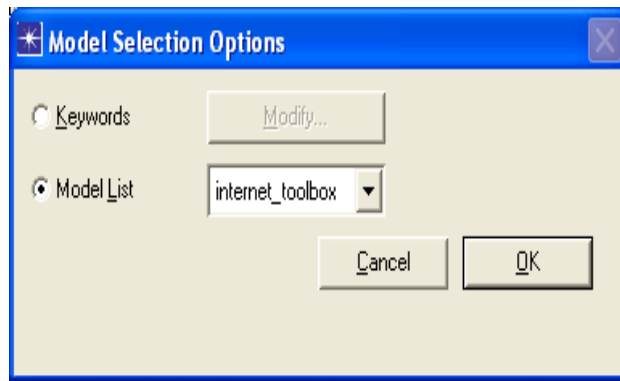 Model Selection Options
Keywords Modify...
Model List internet_toolbox
Cancel OK